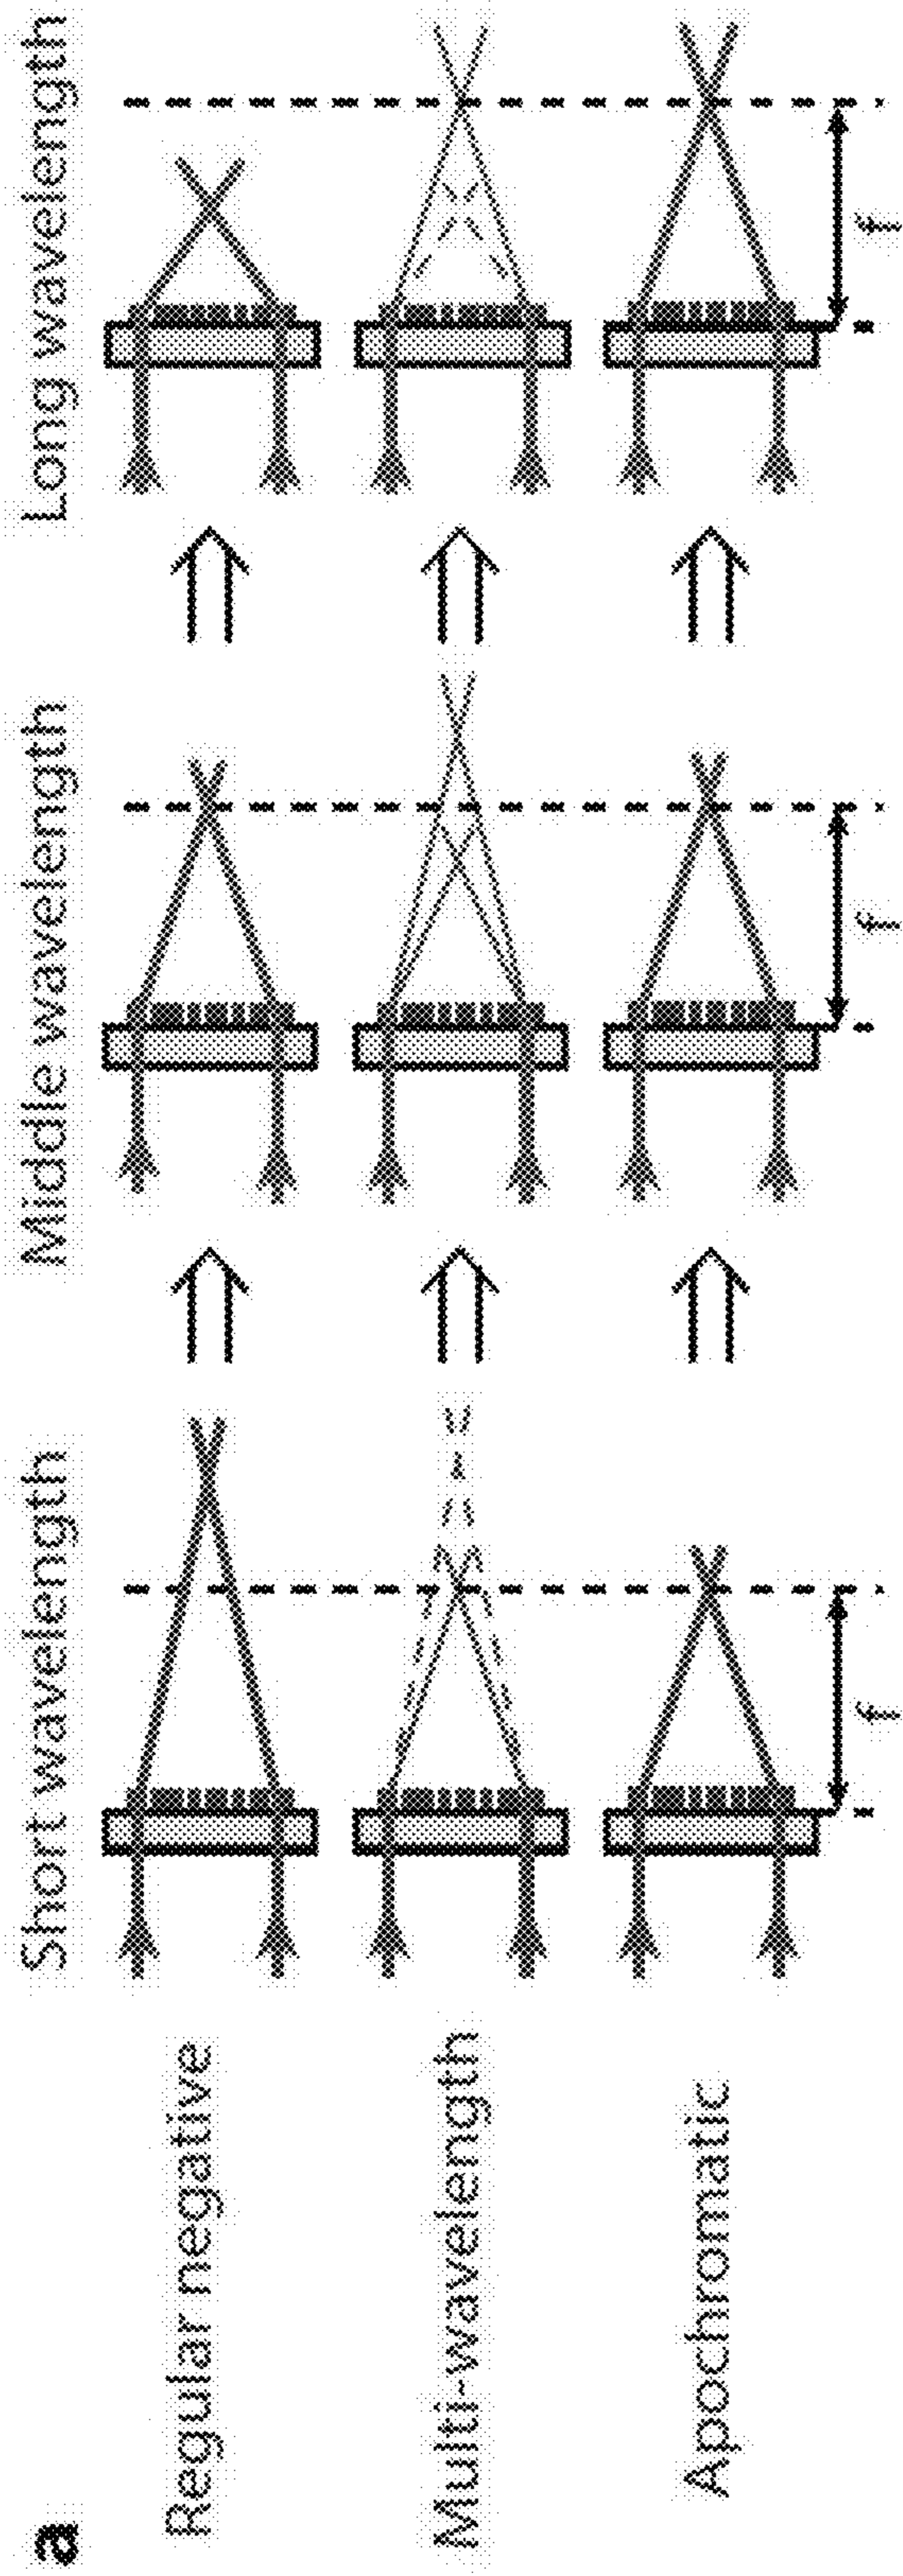 a
Short wavelength
Middle wavelength
Long wavelength
Regular negative
Multi-wavelength
Apochromatic
f
f
f